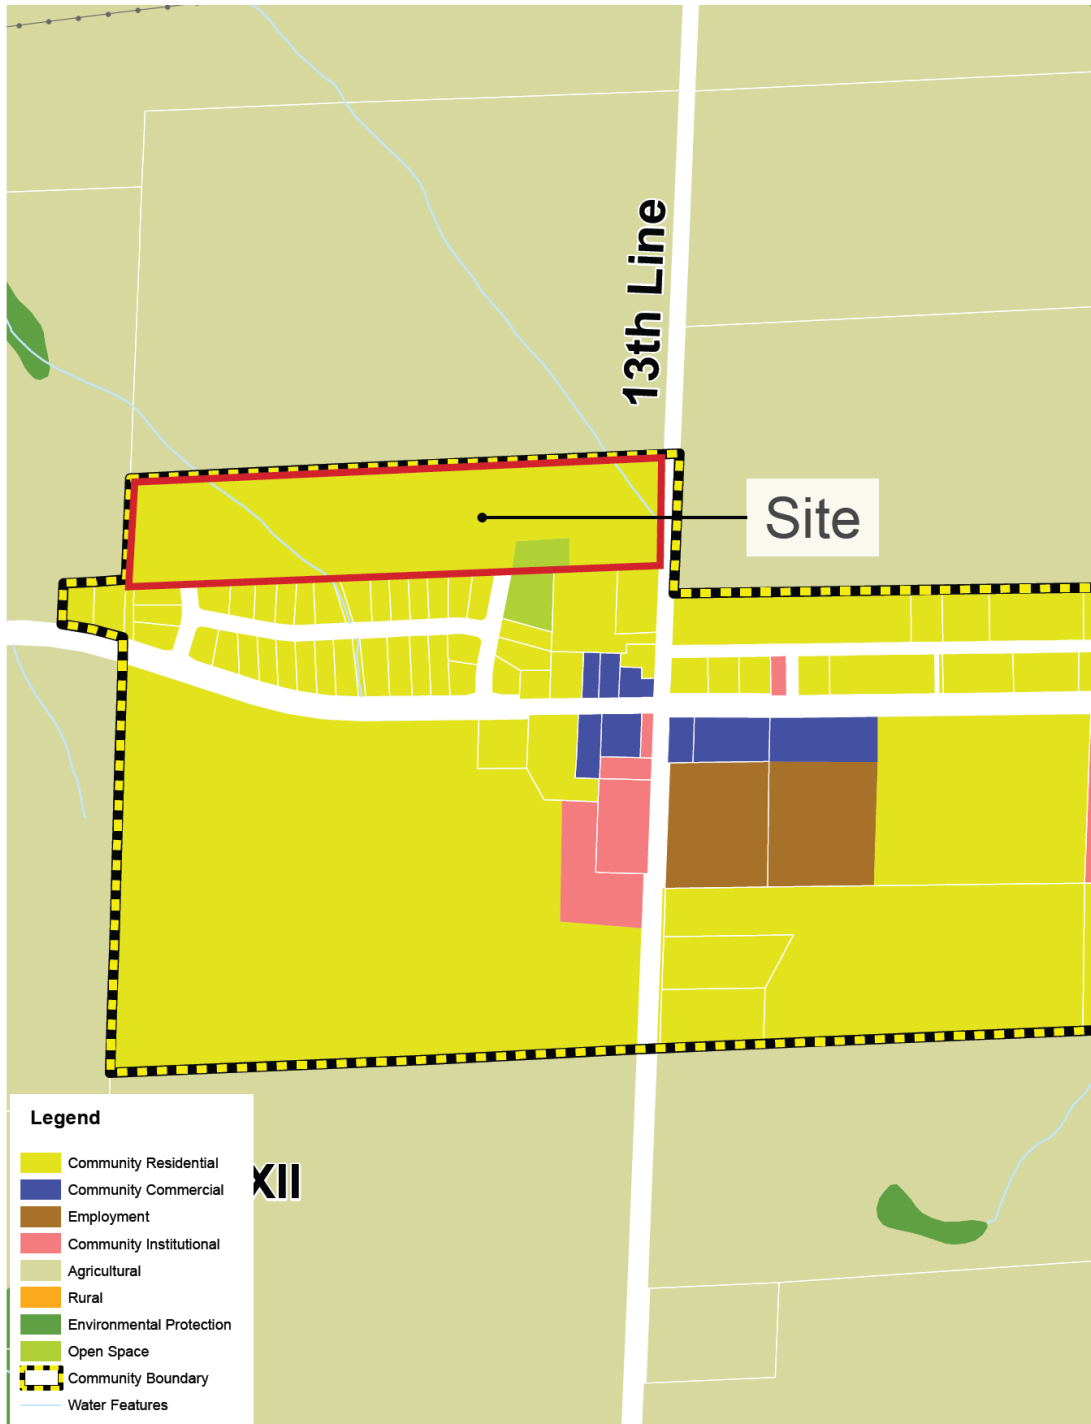 13th Line
Site
XII
Legend
Community Residential
Community Commercial
Employment
Community Institutional
Agricultural
Rural
Environmental Protection
Open Space
Community Boundary
Water Features